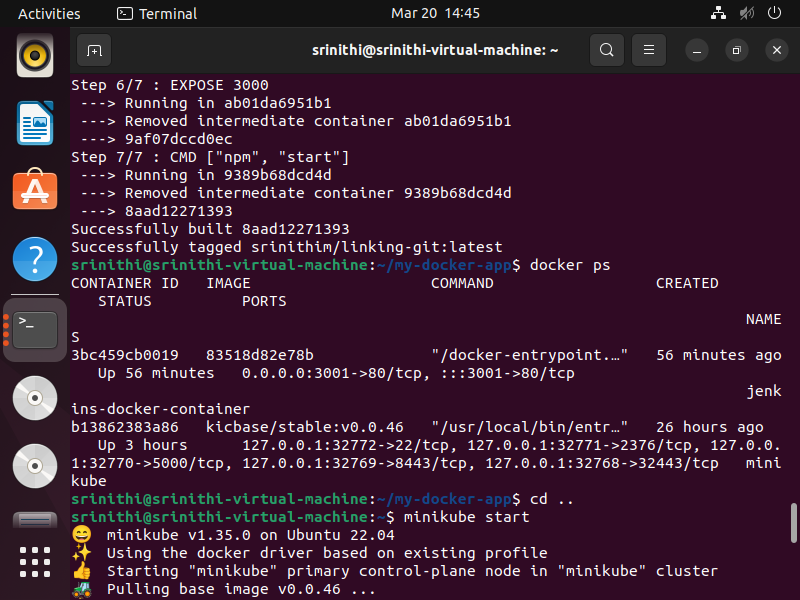 Activities
Terminal
Mar 20 14:45
srinithi@srinithi-virtual-machine: ~
Step 6/7 : EXPOSE 3000
 ---> Running in ab01da6951b1
 ---> Removed intermediate container ab01da6951b1
 ---> 9af07dccd0ec
Step 7/7 : CMD ["npm", "start"]
 ---> Running in 9389b68dcd4d
 ---> Removed intermediate container 9389b68dcd4d
 ---> 8aad12271393
Successfully built 8aad12271393
Successfully tagged srinithim/linking-git:latest
srinithi@srinithi-virtual-machine:~/my-docker-app$ docker ps
CONTAINER ID   IMAGE                    COMMAND                  CREATED
   STATUS          PORTS
NAME
S
3bc459cb0019   83518d82e78b             "/docker-entrypoint.…"   56 minutes ago
   Up 56 minutes   0.0.0.0:3001->80/tcp, :::3001->80/tcp
jenk
ins-docker-container
b13862383a86   kicbase/stable:v0.0.46   "/usr/local/bin/entr…"   26 hours ago
   Up 3 hours      127.0.0.1:32772->22/tcp, 127.0.0.1:32771->2376/tcp, 127.0.0.
1:32770->5000/tcp, 127.0.0.1:32769->8443/tcp, 127.0.0.1:32768->32443/tcp   mini
kube
srinithi@srinithi-virtual-machine:~/my-docker-app$ cd ..
srinithi@srinithi-virtual-machine:~$ minikube start
😄  minikube v1.35.0 on Ubuntu 22.04
✨  Using the docker driver based on existing profile
👍  Starting "minikube" primary control-plane node in "minikube" cluster
🚜  Pulling base image v0.0.46 ...